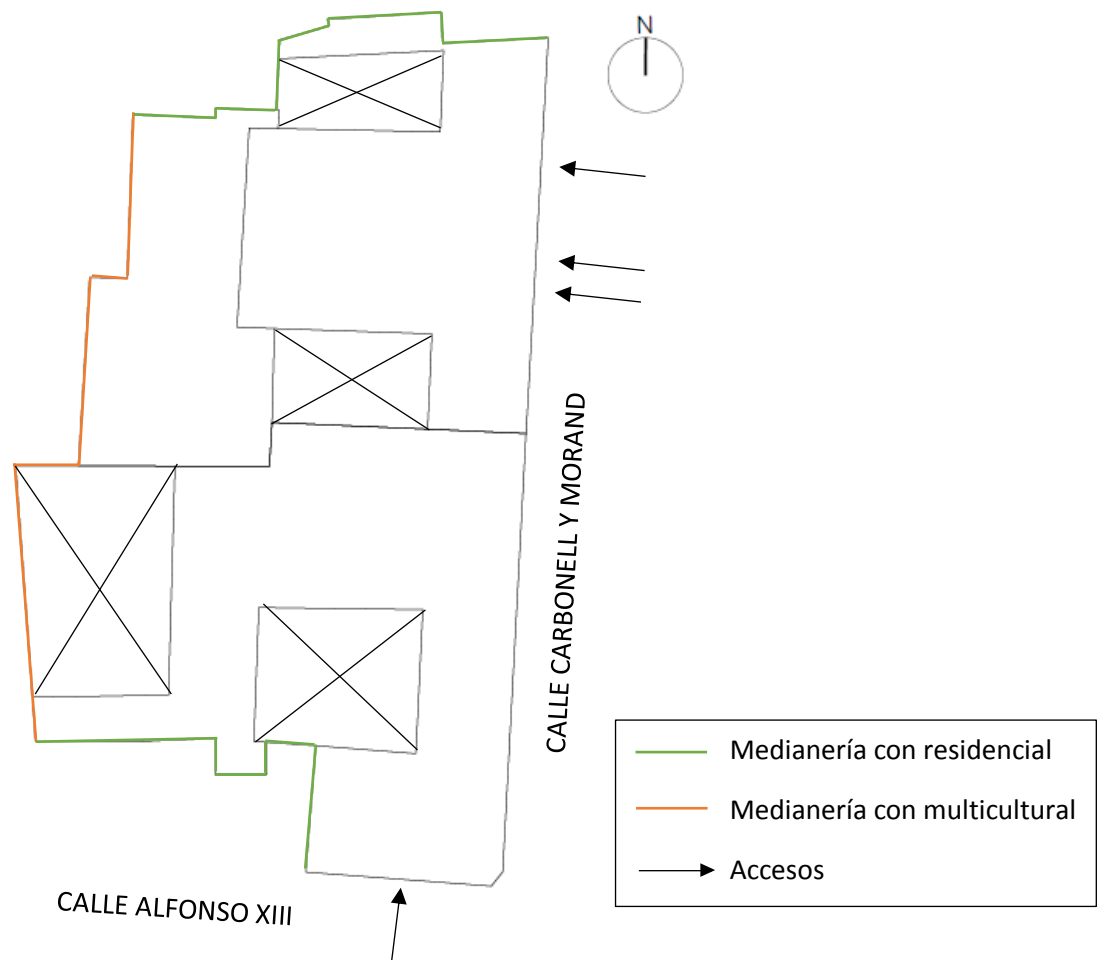 N
CALLE CARBONELL Y MORAND
Medianería con residencial
Medianería con multicultural
Accesos
CALLE ALFONSO XIII